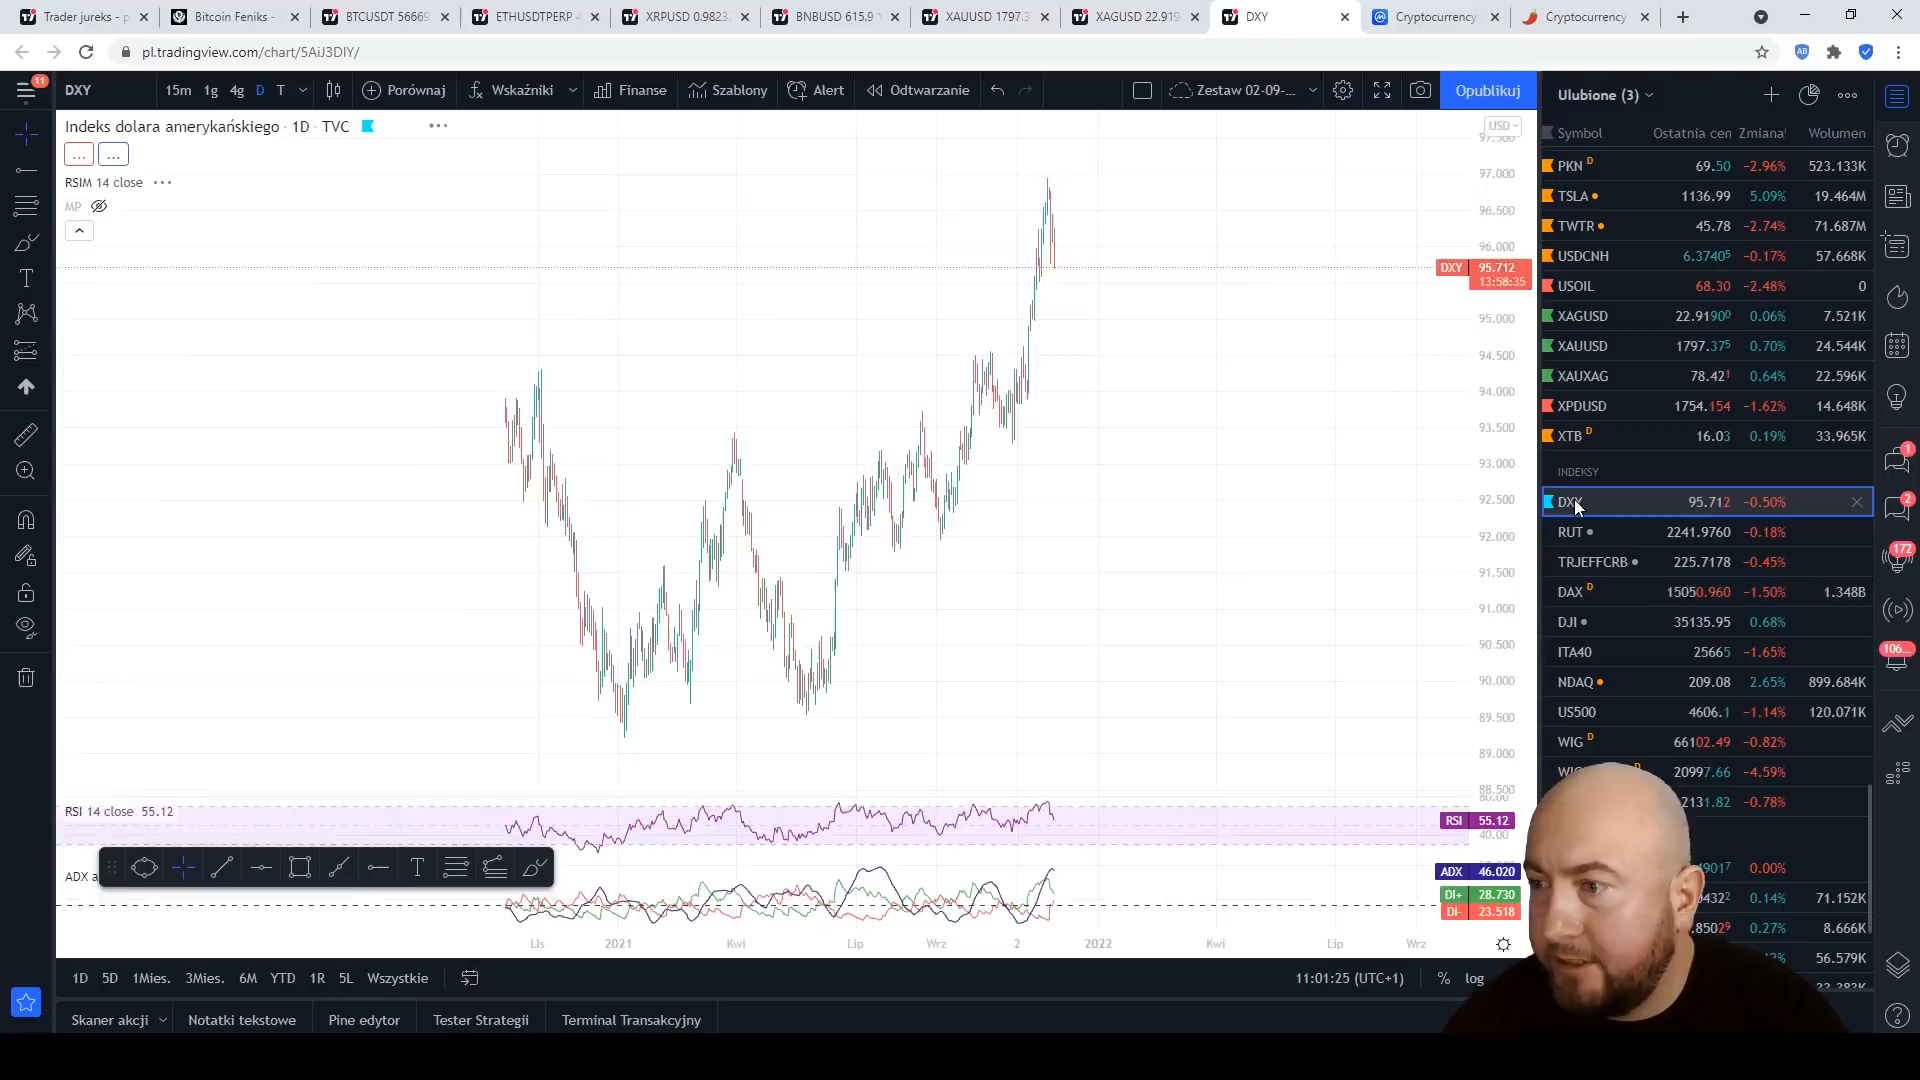 Trader jureks - p
Bitcoin Feniks -
BTCUSDT 56669
ETHUSDTPERP 4
XRPUSD 0.9823
BNBUSD 615.9
XAUUSD 1797.3
XAGUSD 22.919
DXY
Cryptocurrency
Cryptocurrency
pl.tradingview.com/chart/5AiJ3DIY/
11
DXY 15m 1g 4g D T Porównaj Wskaźniki Finanse Szablony Alert Odwarzanie Zestaw 02-09-... Opublikuj
Indeks dolara amerykańskiego · 1D · TVC
RSIM 14 close
MP
USD
97.500
97.000
96.500
96.000
DXY 95.712
13:58:35
95.000
94.500
94.000
93.500
93.000
92.500
92.000
91.500
91.000
90.500
90.000
89.500
89.000
88.500
80.00
RSI 14 close 55.12
RSI 55.12
40.00
ADX a
ADX 46.020
DI+ 28.730
DI- 23.518
LIs 2021 Kwi Lip Wrz 2 2022 Kwi Lip Wrz
1D 5D 1Mies. 3Mies. 6M YTD 1R 5L Wszystkie
11:01:25 (UTC+1) % log
Skaner akcji Notatki tekstowe Pine edytor Tester Strategii Terminal Transakcyjny
Ulubione (3)
Symbol Ostatnia cen Zmiana! Wolumen
PKN D 69.50 −2.96% 523.133K
TSLA 1136.99 5.09% 19.464M
TWTR 45.78 −2.74% 71.687M
USDCNH 6.37405 −0.17% 57.668K
USOIL 68.30 −2.48% 0
XAGUSD 22.91900 0.06% 7.521K
XAUUSD 1797.375 0.70% 24.544K
XAUXAG 78.421 0.64% 22.596K
XPDUSD 1754.154 −1.62% 14.648K
XTB D 16.03 0.19% 33.965K
INDEKSY
DXY 95.712 −0.50%
RUT 2241.9760 −0.18%
TRJEFFCRB 225.7178 −0.45%
DAX D 15050.960 −1.50% 1.348B
DJI 35135.95 0.68%
ITA40 25665 −1.65%
NDAQ 209.08 2.65% 899.684K
US500 4606.1 −1.14% 120.071K
WIG D 66102.49 −0.82%
20997.66 −4.59%
2131.82 −0.78%
0.00%
0.14% 71.152K
0.27% 8.666K
56.579K
1
2
172
106...